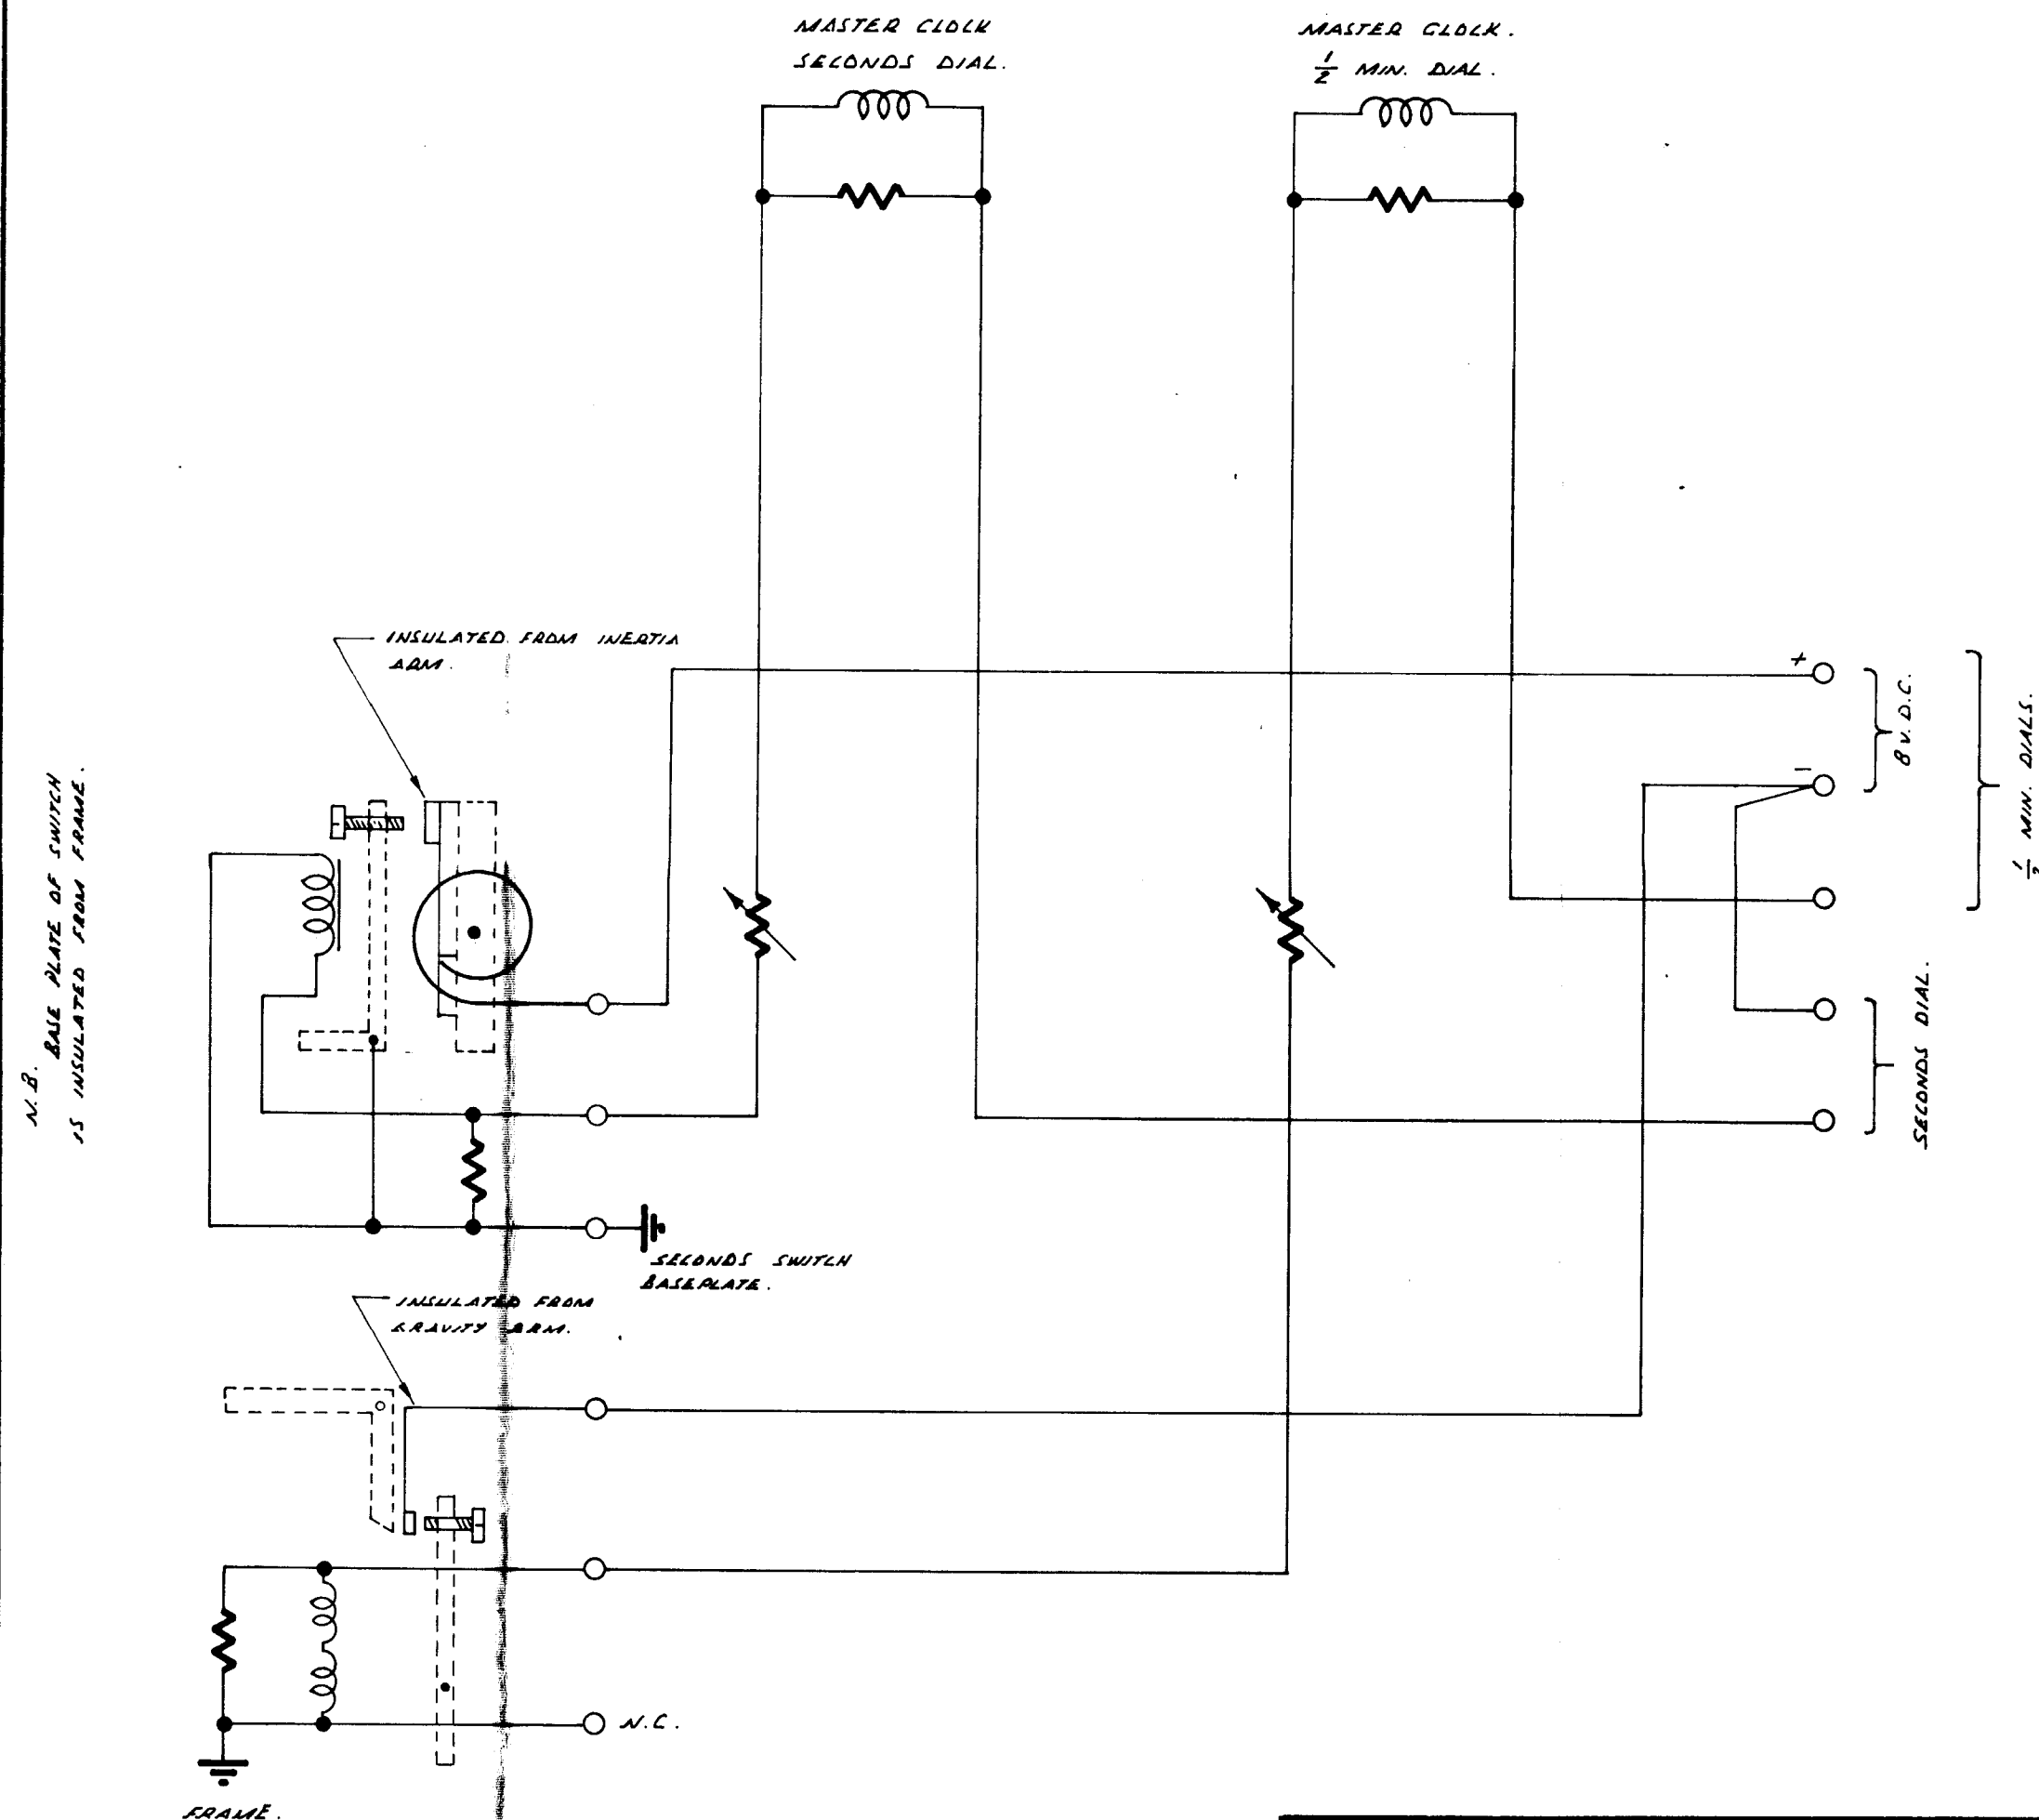 MASTER CLOCK
SECONDS DIAL.
MASTER CLOCK.
1/2 MIN. DIAL.
INSULATED FROM INERTIA
ARM.
+
−
8 V. D.C.
1/2 MIN. DIALS.
SECONDS DIAL.
N.B. BASE PLATE OF SWITCH
IS INSULATED FROM FRAME.
SECONDS SWITCH
BASEPLATE.
INSULATED FROM
GRAVITY ARM.
N.C.
FRAME.